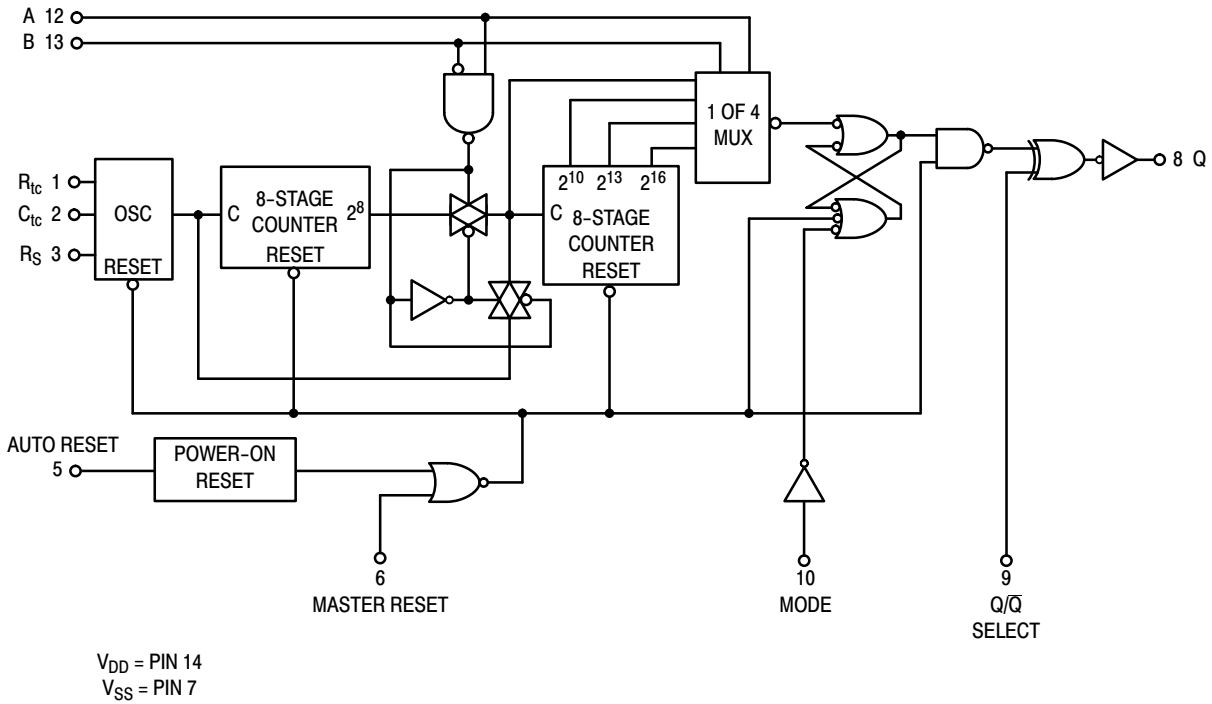 A 12
B 13
1 OF 4
MUX
R_tc 1
C_tc 2
R_S 3
OSC
RESET
C
8-STAGE
COUNTER
RESET
2^8
2^10 2^13 2^16
C
8-STAGE
COUNTER
RESET
8 Q
AUTO RESET
5
POWER-ON
RESET
6
MASTER RESET
10
MODE
9
Q/Q̅
SELECT
V_DD = PIN 14
V_SS = PIN 7